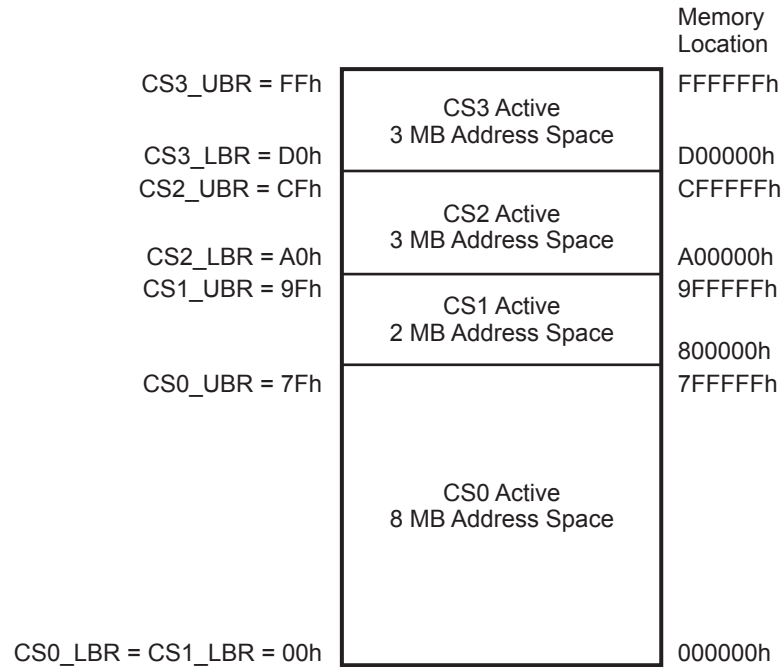 Memory
Location
CS3_UBR = FFh
FFFFFFh
CS3 Active
3 MB Address Space
CS3_LBR = D0h
D00000h
CS2_UBR = CFh
CFFFFFh
CS2 Active
3 MB Address Space
CS2_LBR = A0h
A00000h
CS1_UBR = 9Fh
9FFFFFh
CS1 Active
2 MB Address Space
800000h
CS0_UBR = 7Fh
7FFFFFh
CS0 Active
8 MB Address Space
CS0_LBR = CS1_LBR = 00h
000000h